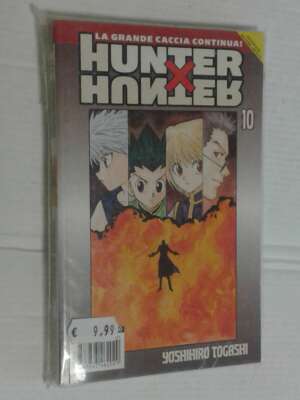 LA GRANDE CACCIA CONTINUA!
HUNTER
X
HUNTER
10
€ 9.99
YOSHIHIRO TOGASHI